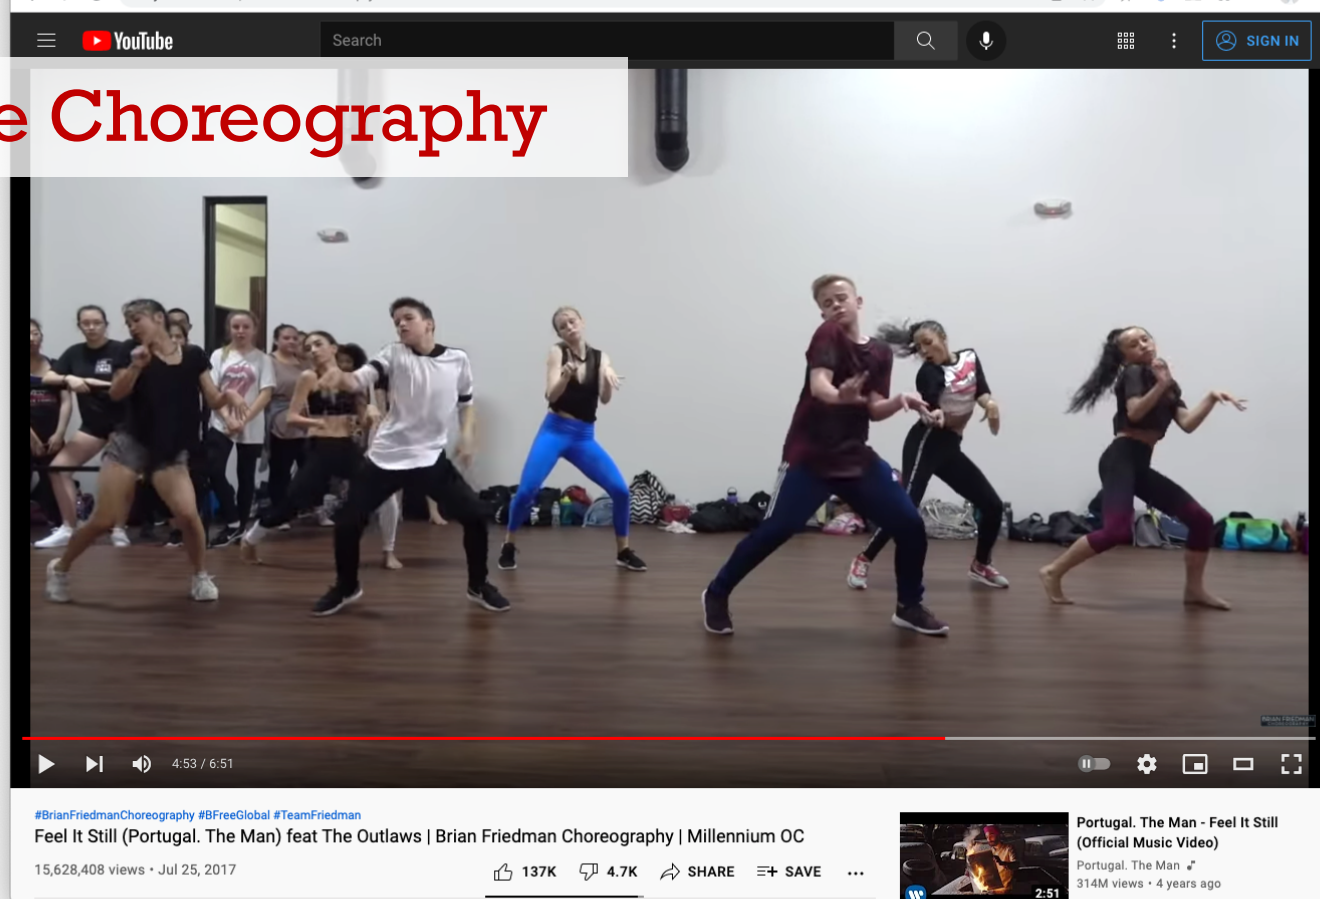 YouTube
Search
SIGN IN
e Choreography
BRIAN FRIEDMAN
4:53 / 6:51
#BrianFriedmanChoreography #BFreeGlobal #TeamFriedman
Feel It Still (Portugal. The Man) feat The Outlaws | Brian Friedman Choreography | Millennium OC
15,628,408 views • Jul 25, 2017
137K
4.7K
SHARE
SAVE
2:51
Portugal. The Man - Feel It Still
(Official Music Video)
Portugal. The Man
314M views • 4 years ago